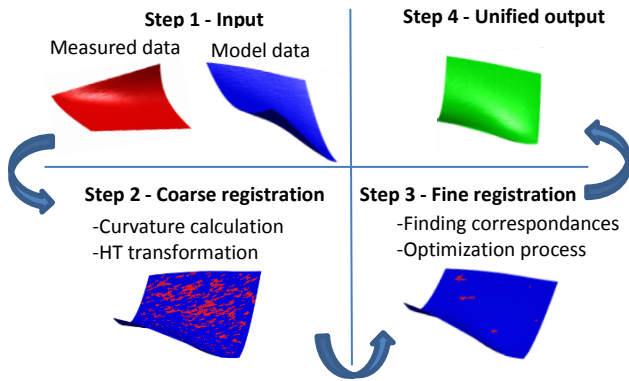 Step 1 - Input
Measured data
Model data
Step 2 - Coarse registration
-Curvature calculation
-HT transformation
Step 3 - Fine registration
-Finding correspondances
-Optimization process
Step 4 - Unified output